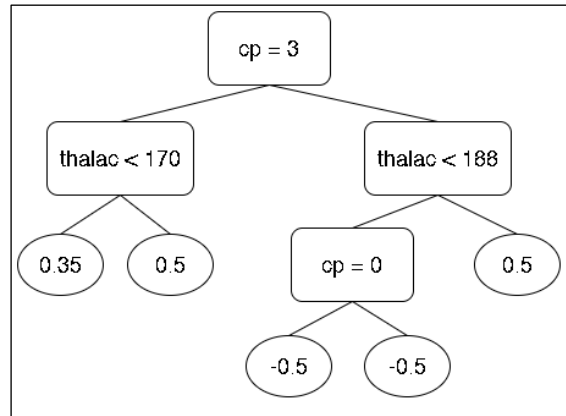 cp = 3
thalac < 170
thalac < 188
0.35
0.5
cp = 0
0.5
-0.5
-0.5